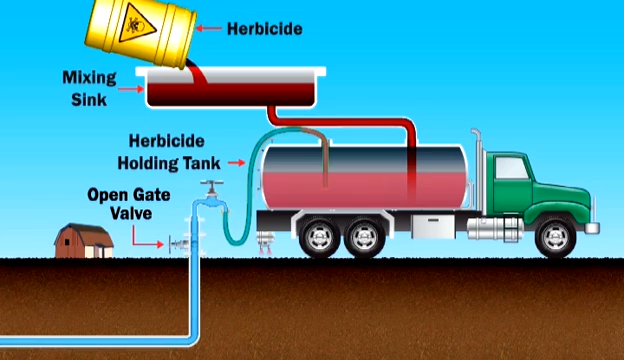 Herbicide
Mixing
Sink
Herbicide
Holding Tank
Open Gate
Valve